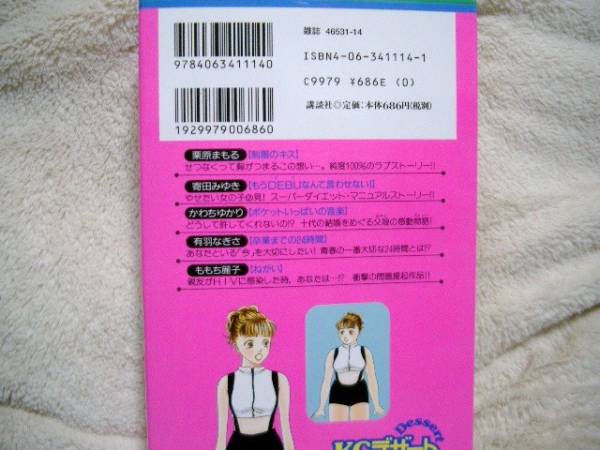 雑誌 46531-14
ISBN4-06-341114-1
C9979 ¥686E (0)
講談社◎定価:本体686円(税別)
9784063411140
1929979006860
栗原まもる【制服のキス】
せつなくって胸がつまるこの想い…。純度100%のラブストーリー!!
寄田みゆき【もうDEBUなんて言わせない!】
やせたい女の子必見! スーパーダイエット・マニュアルストーリー!!
かわちゆかり【ポケットいっぱいの音楽】
どうして許してくれないの!? 十代の結婚をめぐる父娘の感動物語!
有羽なぎさ【卒業までの24時間】
あなたといる「今」を大切にしたい! 青春の一番大切な24時間とは!?
ももち麗子【ねがい】
親友がHIVに感染した時、あなたは…!? 衝撃の問題提起作品!!
Dessert
KCデザート